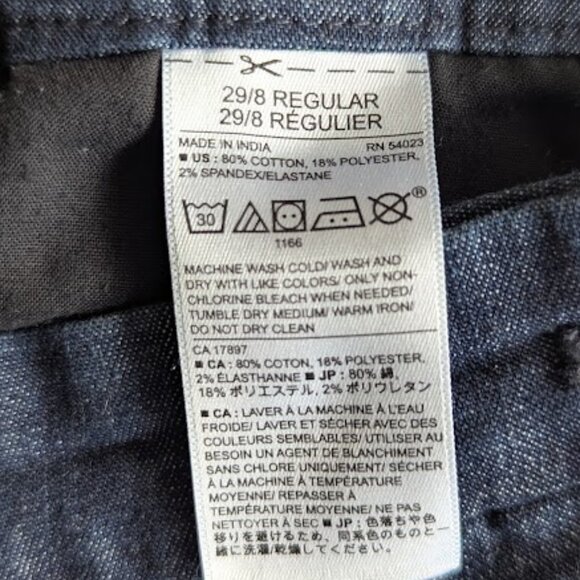 29/8 REGULAR
29/8 RÉGULIER
MADE IN INDIA RN 54023
■ US : 80% COTTON, 18% POLYESTER,
2% SPANDEX/ELASTANE
30
®
1166
MACHINE WASH COLD/ WASH AND
DRY WITH LIKE COLORS/ ONLY NON-
CHLORINE BLEACH WHEN NEEDED/
TUMBLE DRY MEDIUM/ WARM IRON/
DO NOT DRY CLEAN
CA 17897
■ CA : 80% COTON, 18% POLYESTER,
2% ÉLASTHANNE ■ JP : 80% 綿,
18% ポリエステル, 2% ポリウレタン
■ CA : LAVER À LA MACHINE À L'EAU
FROIDE/ LAVER ET SÉCHER AVEC DES
COULEURS SEMBLABLES/ UTILISER AU
BESOIN UN AGENT DE BLANCHIMENT
SANS CHLORE UNIQUEMENT/ SÉCHER
À LA MACHINE À TEMPÉRATURE
MOYENNE/ REPASSER À
TEMPÉRATURE MOYENNE/ NE PAS
NETTOYER À SEC ■ JP : 色落ちや色
移りを避けるため、同系色のものと一
緒に洗濯/乾燥してください。